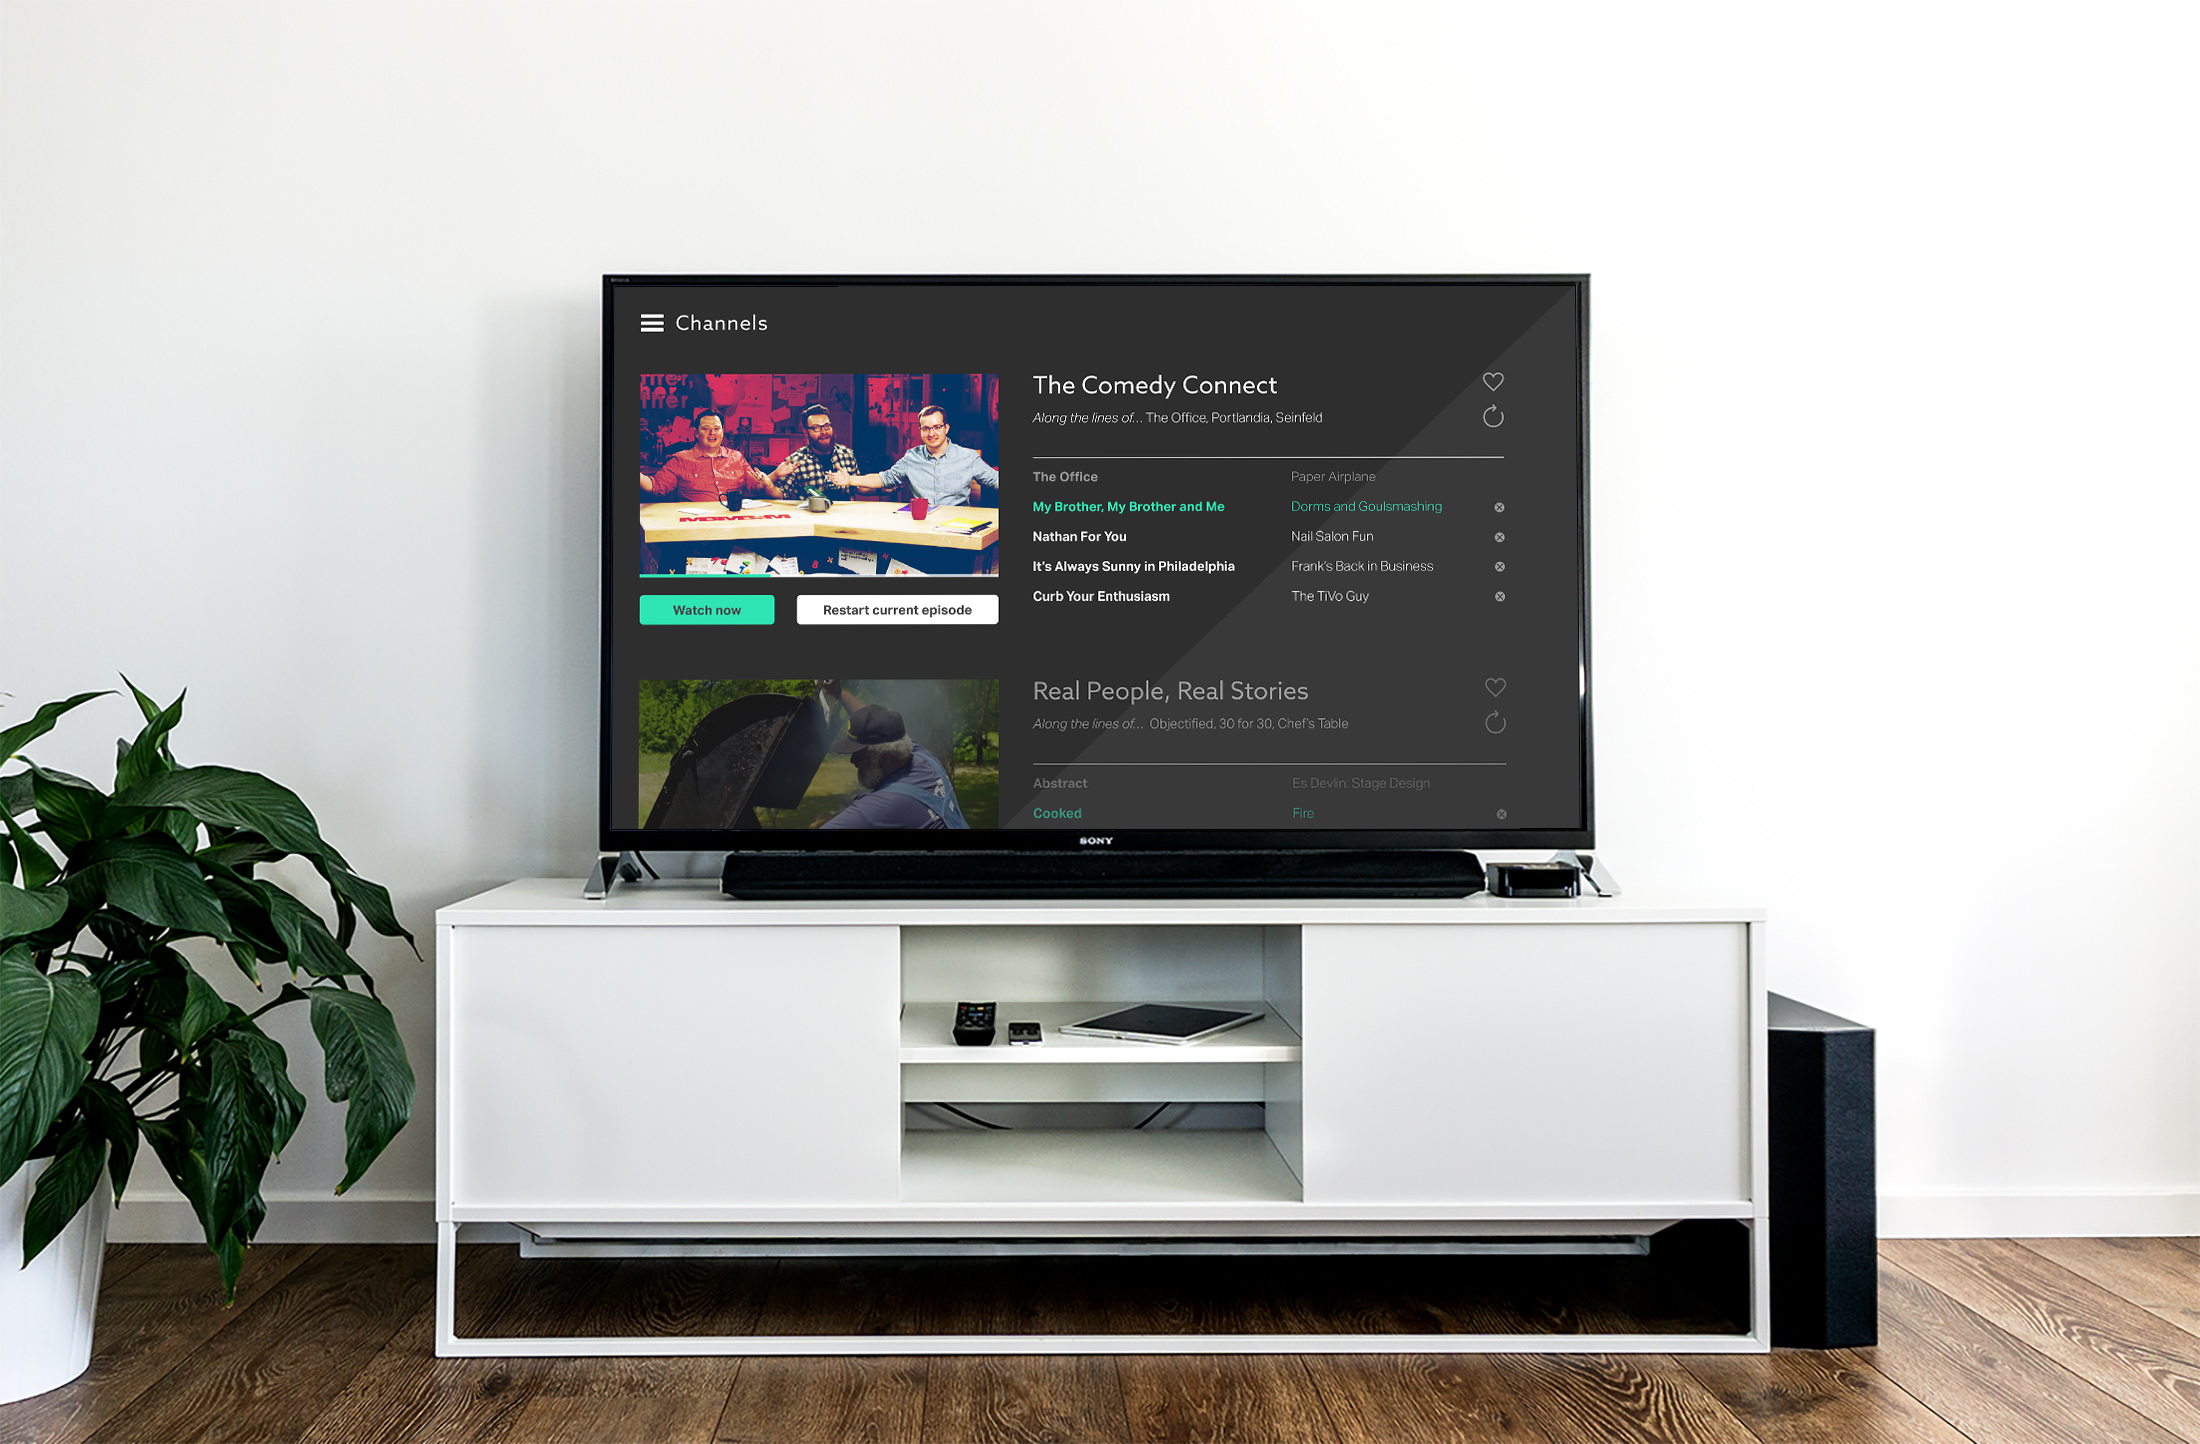 Channels
The Comedy Connect
Along the lines of... The Office, Portlandia, Seinfeld
The Office Paper Airplane
My Brother, My Brother and Me Dorms and Goulsmashing
Nathan For You Nail Salon Fun
It's Always Sunny in Philadelphia Frank's Back in Business
Curb Your Enthusiasm The TiVo Guy
MBMBAM
Watch now Restart current episode
Real People, Real Stories
Along the lines of... Objectified, 30 for 30, Chef's Table
Abstract Es Devlin: Stage Design
Cooked Fire
SONY